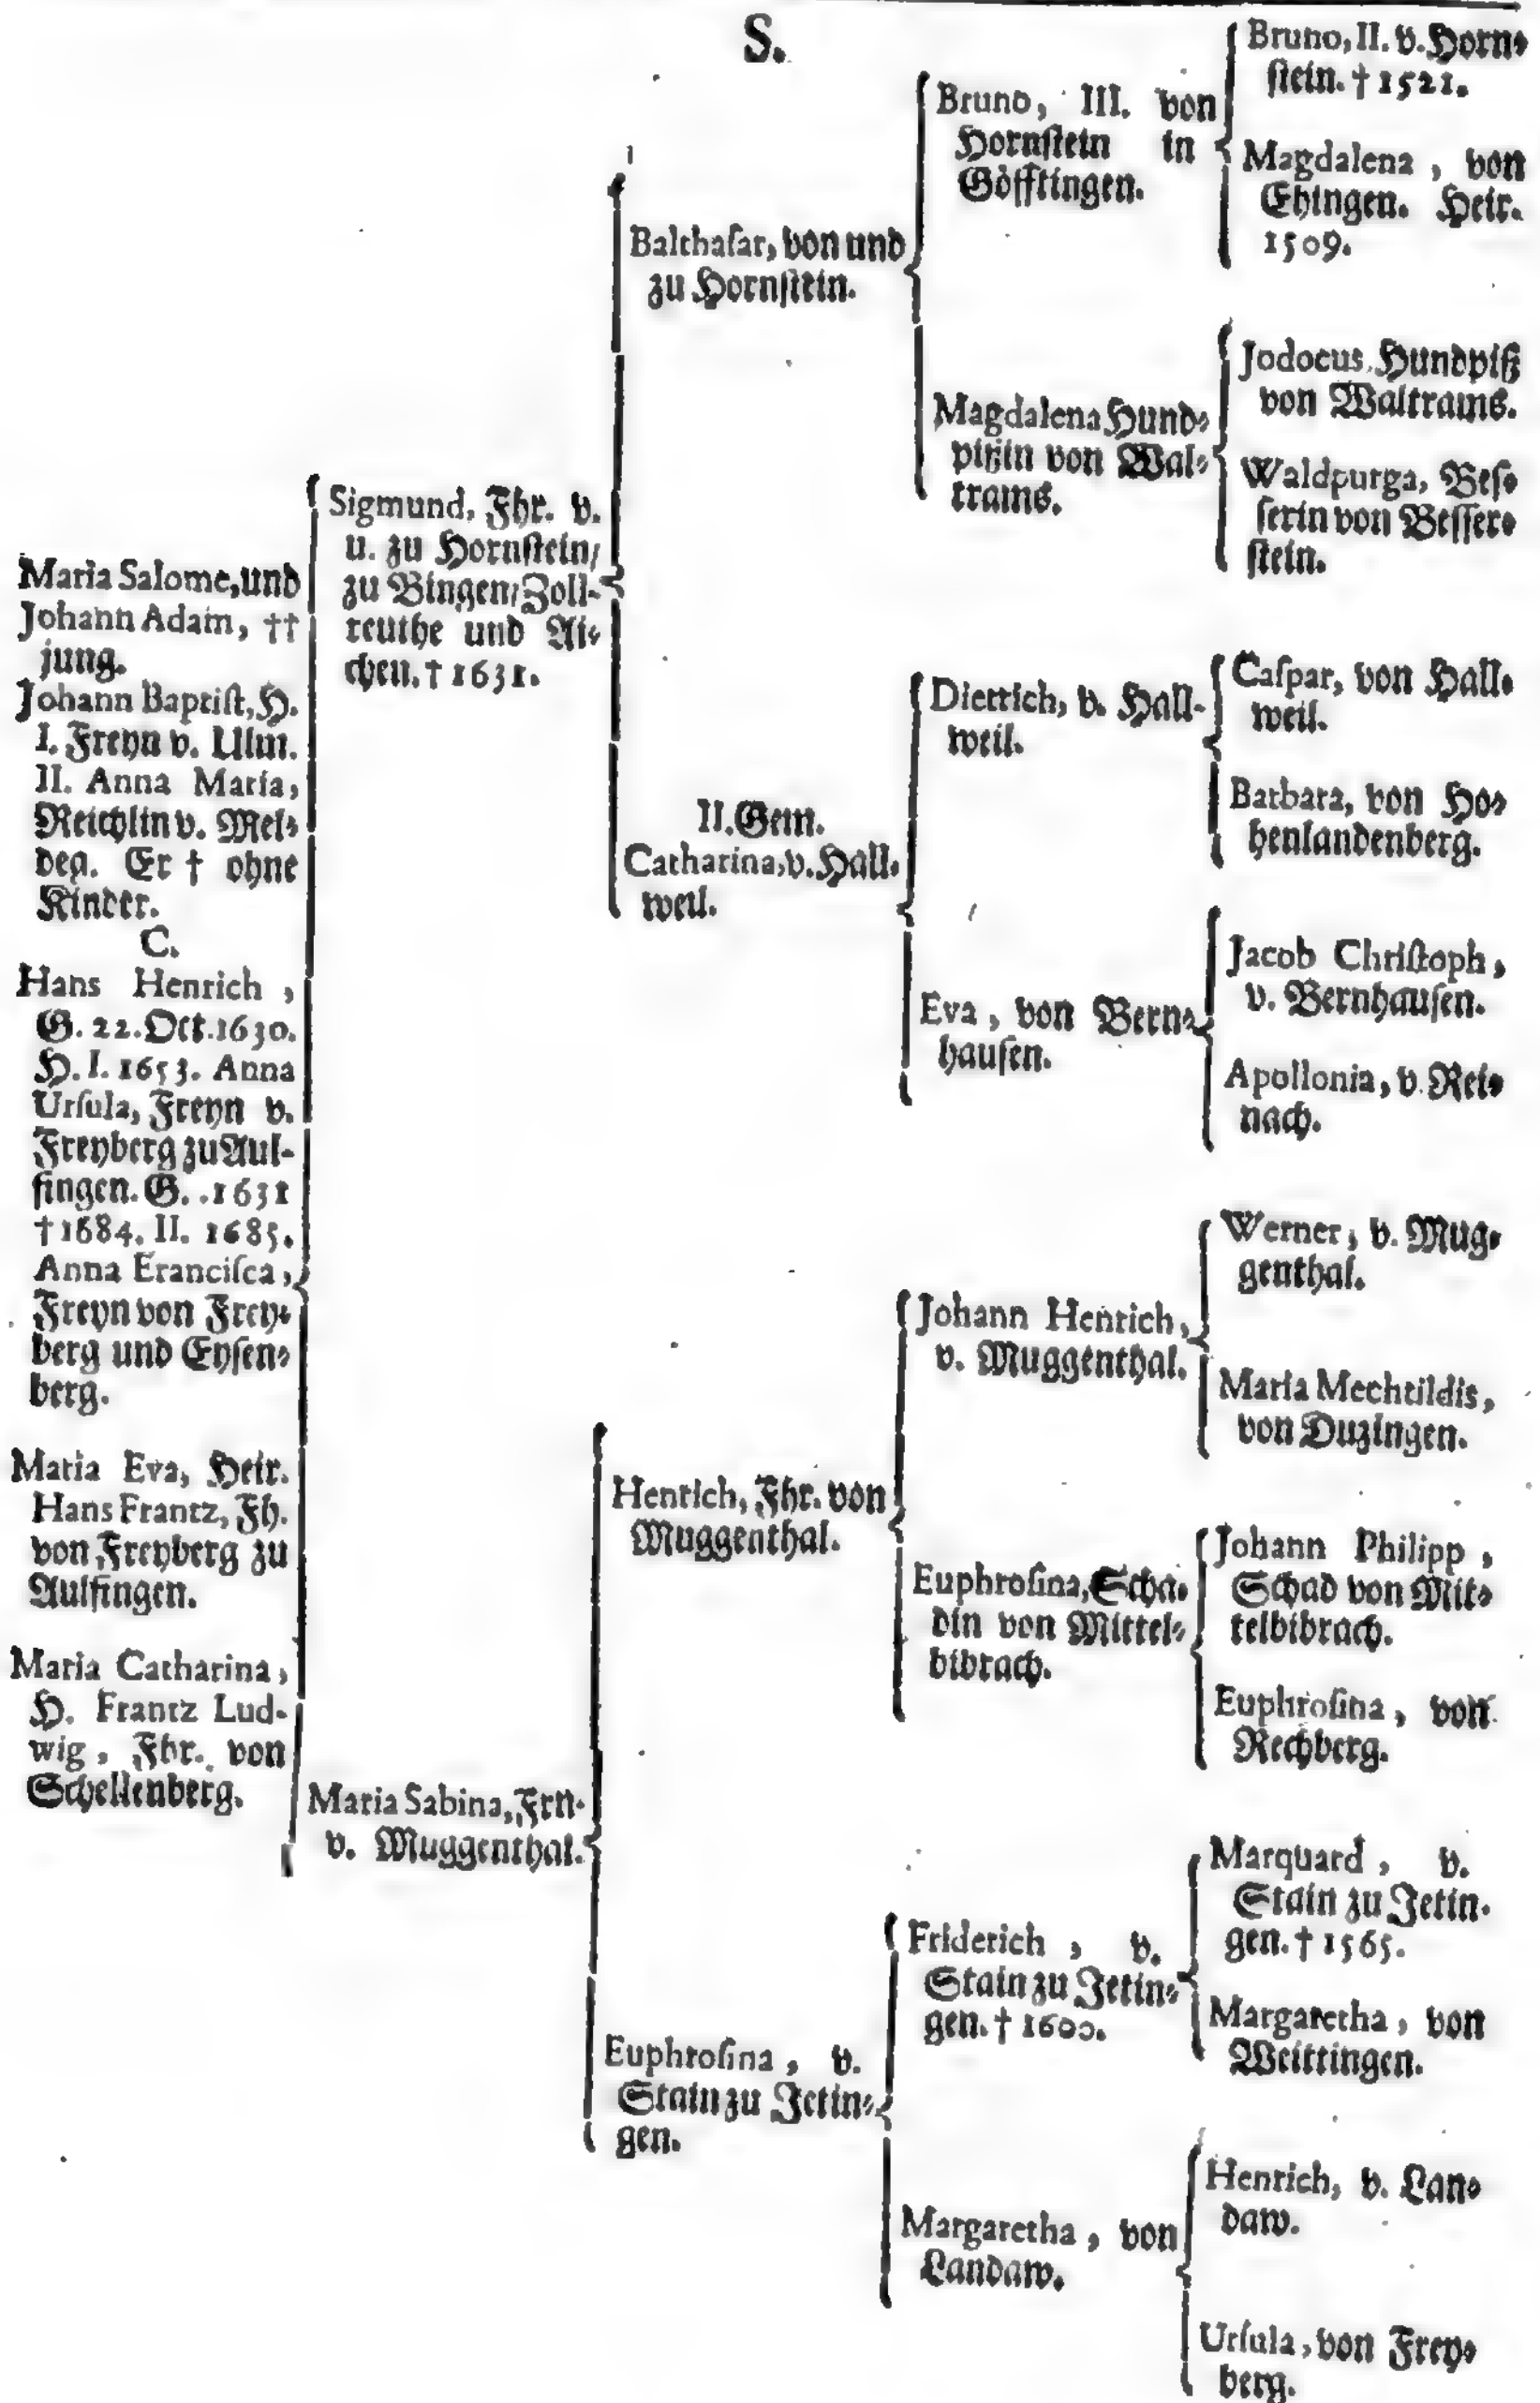 S.
Maria Salome, und
Johann Adam, ††
jung.
Johann Baptiſt, H.
I. Freyn v. Ulm.
II. Anna Maria,
Reichlin v. Mel⸗
deg. Er † ohne
Kinder.
C.
Hans Henrich,
G. 22. Oct. 1630.
H. I. 1653. Anna
Urſula, Freyn v.
Freyberg zu Aul-
fingen. G. . 1631
† 1684. II. 1685.
Anna Eranciſca,
Freyn von Frey⸗
berg und Eyſen⸗
berg.
Maria Eva, Heir.
Hans Frantz, Fh.
von Freyberg zu
Aulfingen.
Maria Catharina,
H. Frantz Lud-
wig, Fhr. von
Schellenberg.
Sigmund, Fhr. v.
u. zu Hornſtein/
zu Bingen/ Zoll-
reuthe und Ai⸗
chen. † 1631.
Maria Sabina, Frn.
v. Muggenthal.
Balthaſar, von und
zu Hornſtein.
II. Gem.
Catharina, v. Hall⸗
weil.
Henrich, Fhr. von
Muggenthal.
Euphroſina, v.
Stain zu Jetin⸗
gen.
Bruno, III. von
Hornſtein in
Göfftingen.
Magdalena Hund⸗
pißin von Wal⸗
trams.
Diettich, v. Hall-
weil.
Eva, von Bern⸗
hauſen.
Johann Henrich,
v. Muggenthal.
Euphroſina, Scha⸗
din von Mittel⸗
bibrach.
Friderich, v.
Stain zu Jetin⸗
gen. † 1600.
Margaretha, von
Landaw.
Bruno, II. v. Horn⸗
ſtein. † 1521.
Magdalena, von
Ehingen. Heir.
1509.
Jodocus Hundpiß
von Waltrams.
Waldpurga, Beſ⸗
ſerin von Beſſer⸗
ſtein.
Caſpar, von Hall⸗
weil.
Barbara, von Ho⸗
henlandenberg.
Jacob Chriſtoph,
v. Bernhauſen.
Apollonia, v. Rei⸗
nach.
Werner, v. Mug⸗
genthal.
Maria Mechtildis,
von Duzingen.
Johann Philipp,
Schad von Mit⸗
telbibrach.
Euphroſina, von
Rechberg.
Marquard, v.
Stain zu Jetin⸗
gen. † 1565.
Margaretha, von
Weittingen.
Henrich, v. Lan⸗
daw.
Urſula, von Frey⸗
berg.